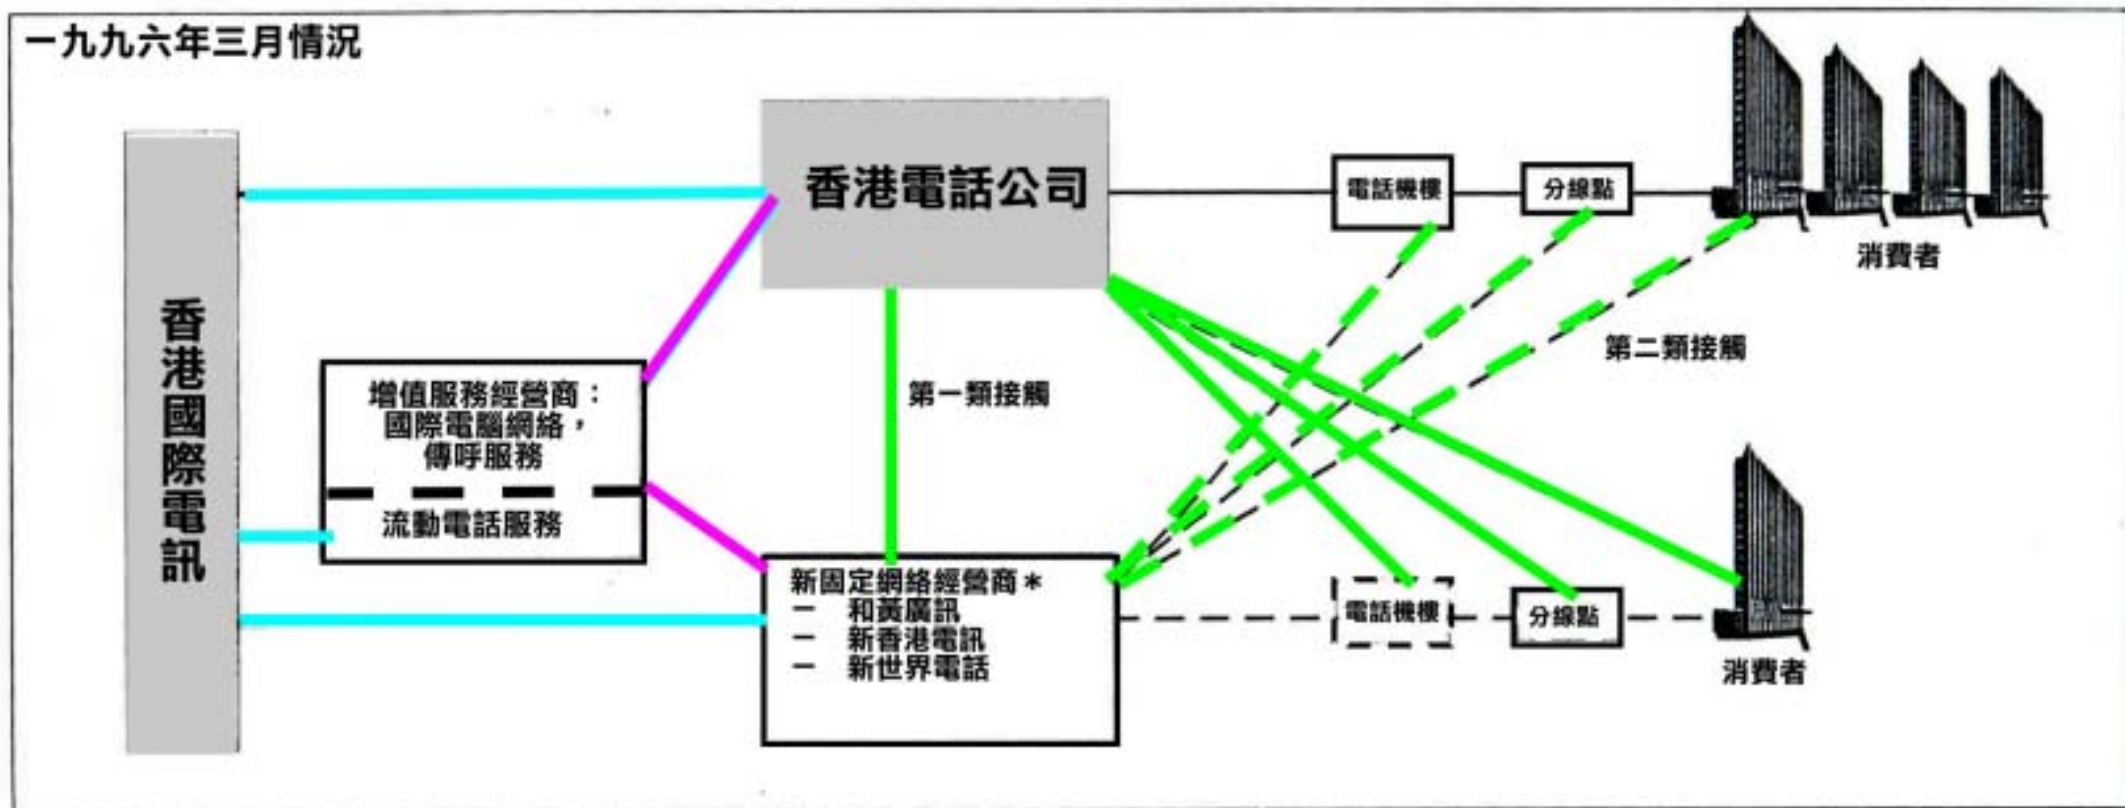 一九九六年三月情況
香港國際電訊
香港電話公司
電話機樓
分線點
消費者
增值服務經營商：
國際電腦網絡，
傳呼服務
流動電話服務
第一類接觸
第二類接觸
新固定網絡經營商＊
－ 和黃廣訊
－ 新香港電訊
－ 新世界電話
電話機樓
分線點
消費者